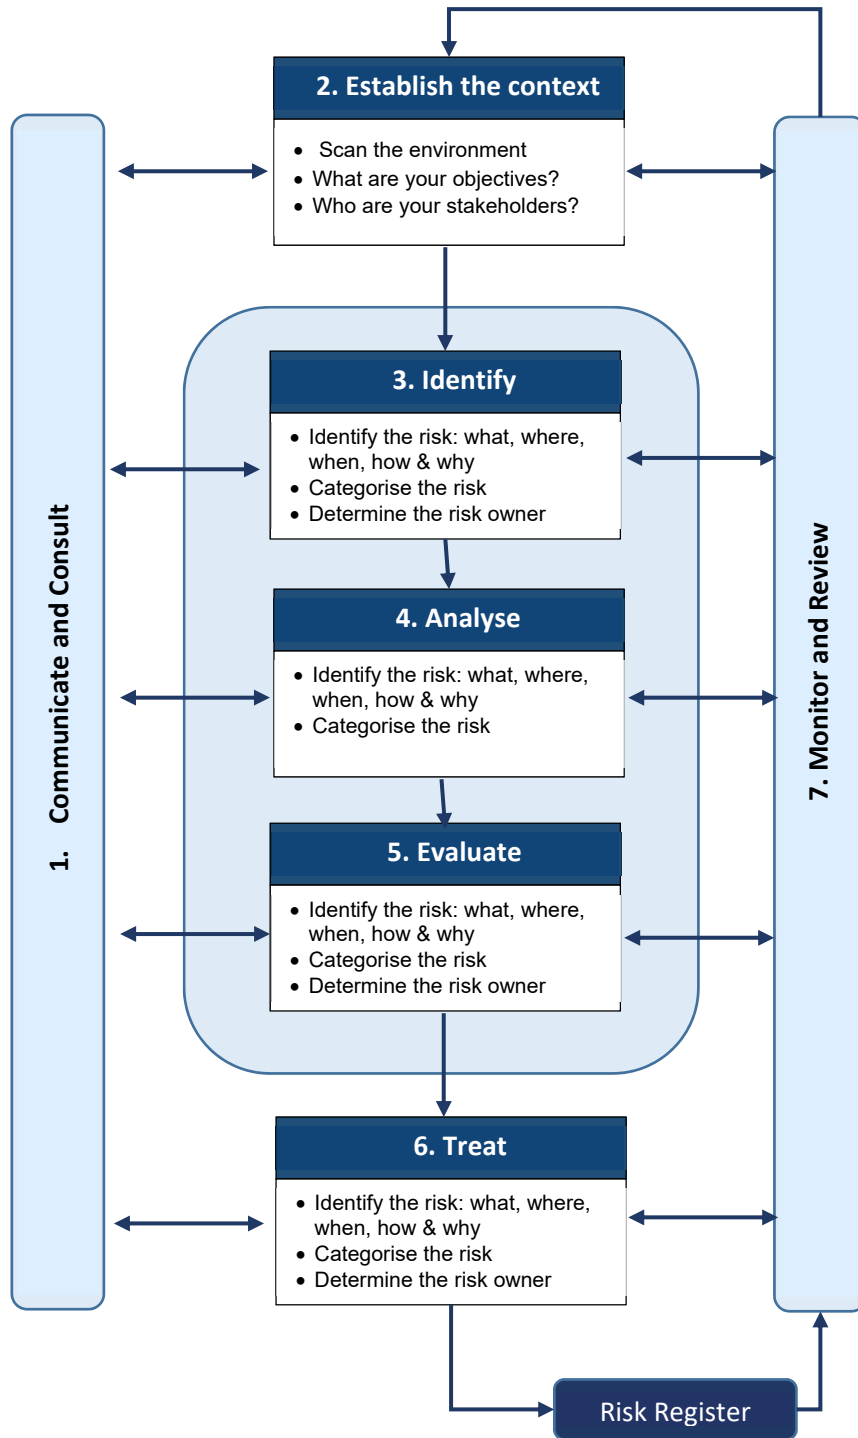 2. Establish the context
• Scan the environment
• What are your objectives?
• Who are your stakeholders?
1. Communicate and Consult
3. Identify
• Identify the risk: what, where,
when, how & why
• Categorise the risk
• Determine the risk owner
4. Analyse
• Identify the risk: what, where,
when, how & why
• Categorise the risk
5. Evaluate
• Identify the risk: what, where,
when, how & why
• Categorise the risk
• Determine the risk owner
6. Treat
• Identify the risk: what, where,
when, how & why
• Categorise the risk
• Determine the risk owner
7. Monitor and Review
Risk Register